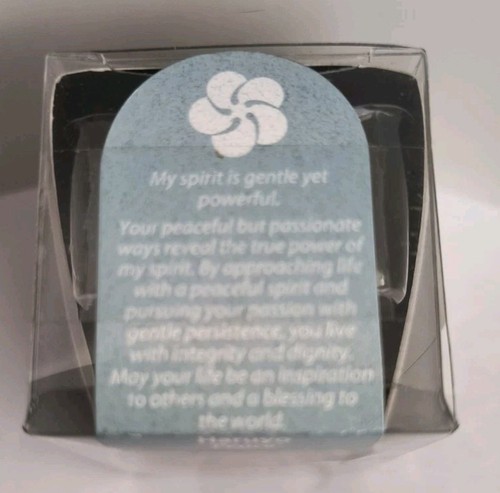 My spirit is gentle yet
powerful.
Your peaceful but passionate
ways reveal the true power of
my spirit. By approaching life
with a peaceful spirit and
pursuing your passion with
gentle persistence, you live
with integrity and dignity.
May your life be an inspiration
to others and a blessing to
the world.
Haruyo